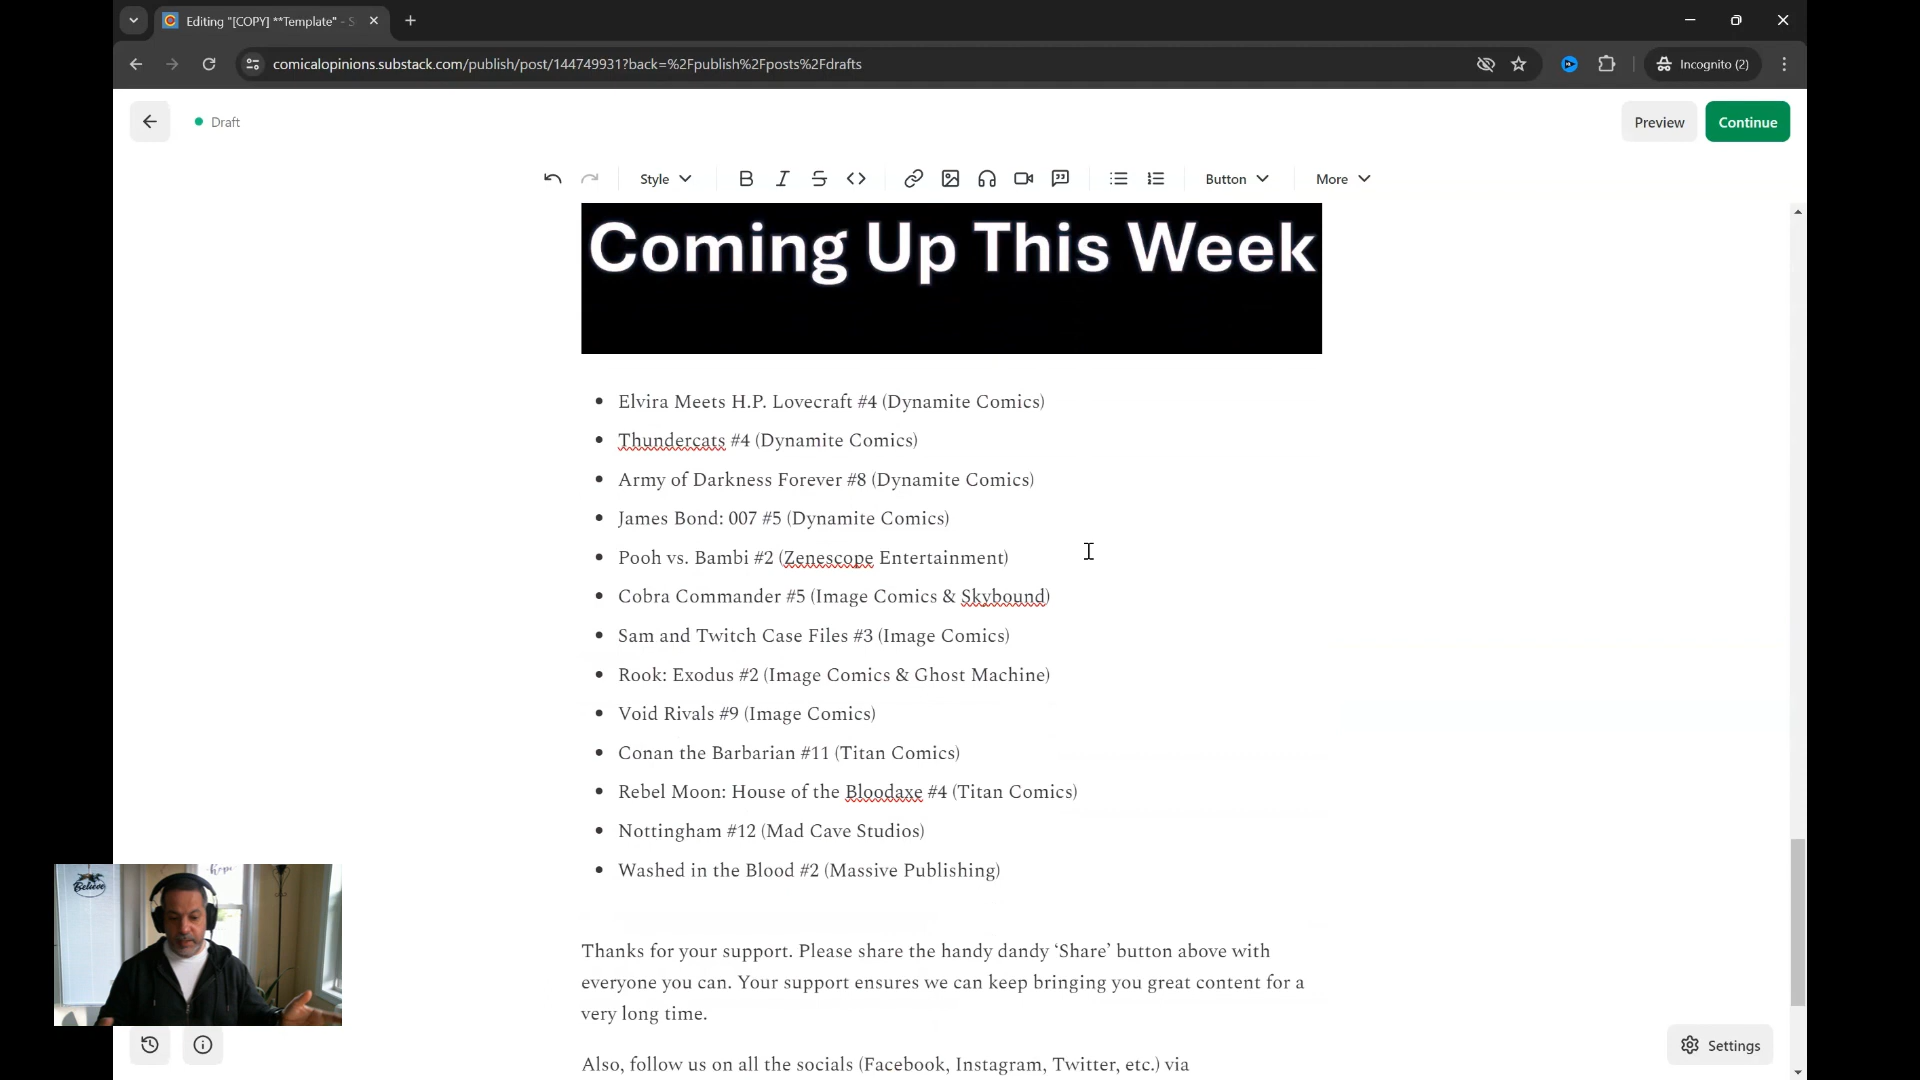 Editing "[COPY] **Template" - S
comicalopinions.substack.com/publish/post/144749931?back=%2Fpublish%2Fposts%2Fdrafts
Incognito (2)
Draft
Preview
Continue
Style
Button
More
Coming Up This Week
Elvira Meets H.P. Lovecraft #4 (Dynamite Comics)
Thundercats #4 (Dynamite Comics)
Army of Darkness Forever #8 (Dynamite Comics)
James Bond: 007 #5 (Dynamite Comics)
Pooh vs. Bambi #2 (Zenescope Entertainment)
Cobra Commander #5 (Image Comics & Skybound)
Sam and Twitch Case Files #3 (Image Comics)
Rook: Exodus #2 (Image Comics & Ghost Machine)
Void Rivals #9 (Image Comics)
Conan the Barbarian #11 (Titan Comics)
Rebel Moon: House of the Bloodaxe #4 (Titan Comics)
Nottingham #12 (Mad Cave Studios)
Washed in the Blood #2 (Massive Publishing)
Believe
hope
Thanks for your support. Please share the handy dandy ‘Share’ button above with
everyone you can. Your support ensures we can keep bringing you great content for a
very long time.
Settings
Also, follow us on all the socials (Facebook, Instagram, Twitter, etc.) via